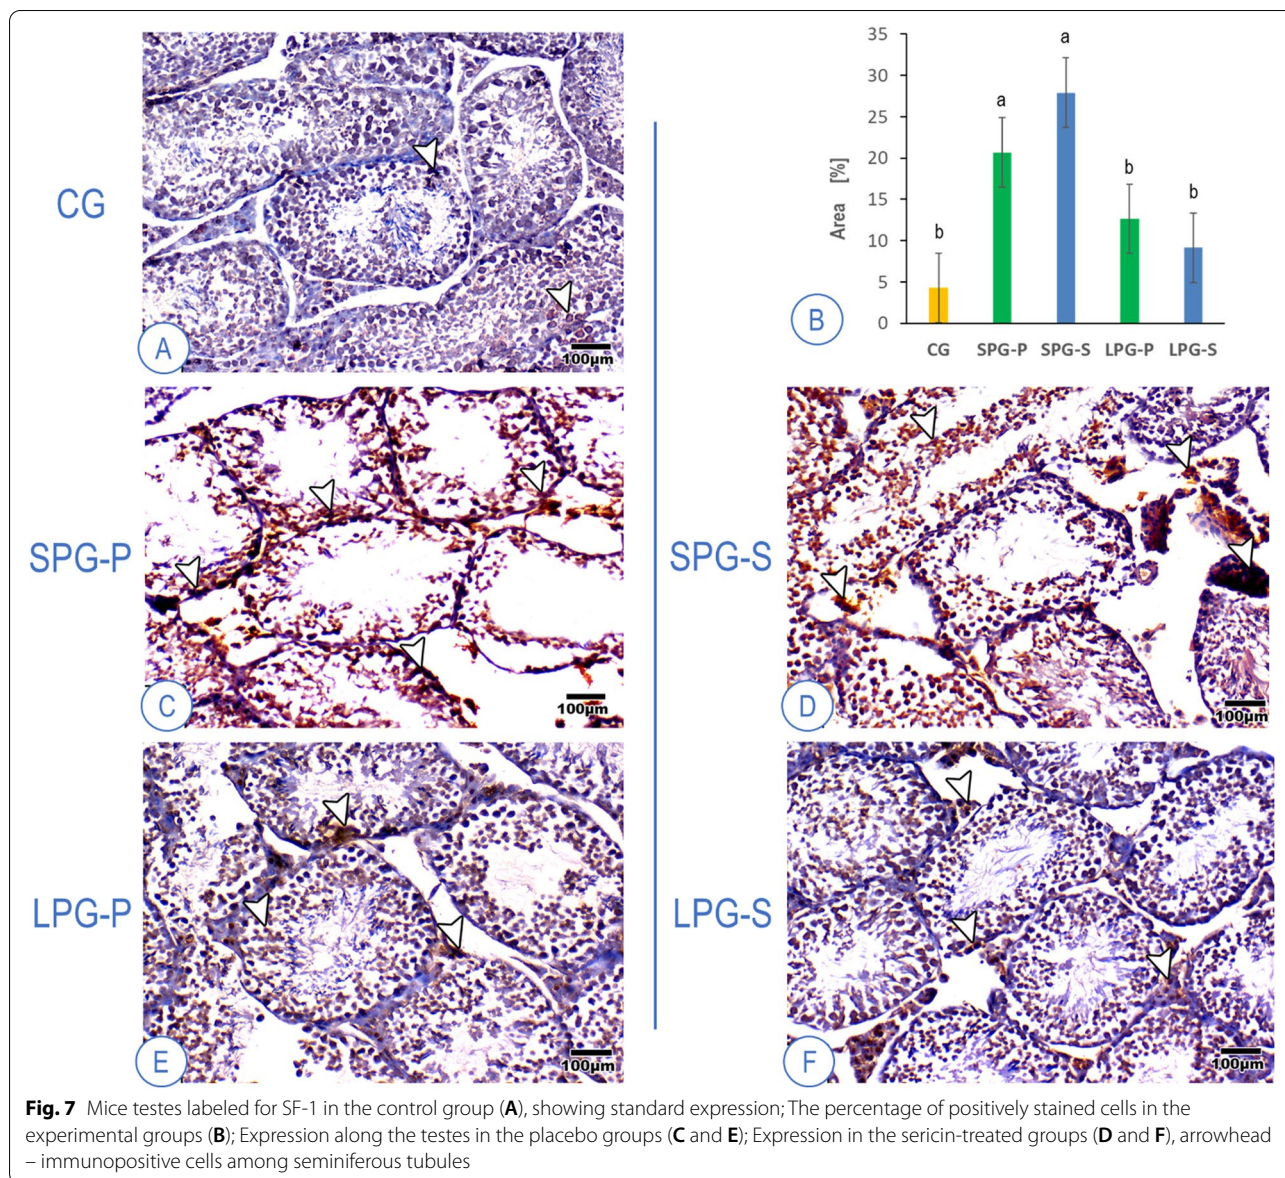 CG
A
100µm
35
30
25
20
15
10
5
0
Area [%]
b
a
a
b
b
CG SPG-P SPG-S LPG-P LPG-S
B
SPG-P
C
100µm
SPG-S
D
100µm
LPG-P
E
100µm
LPG-S
F
100µm
Fig. 7 Mice testes labeled for SF-1 in the control group (A), showing standard expression; The percentage of positively stained cells in the
experimental groups (B); Expression along the testes in the placebo groups (C and E); Expression in the sericin-treated groups (D and F), arrowhead
– immunopositive cells among seminiferous tubules